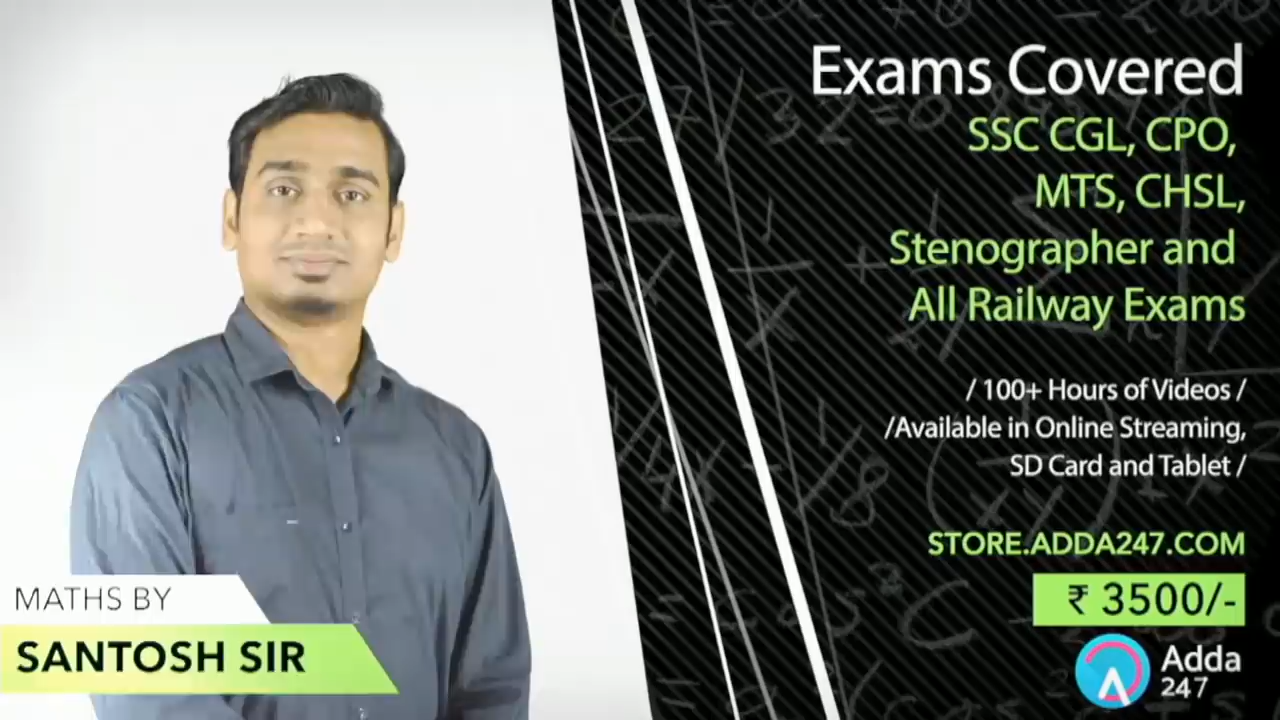 Exams Covered
SSC CGL, CPO,
MTS, CHSL,
Stenographer and
All Railway Exams
/ 100+ Hours of Videos /
/Available in Online Streaming,
SD Card and Tablet /
STORE.ADDA247.COM
₹ 3500/-
Adda
247
MATHS BY
SANTOSH SIR